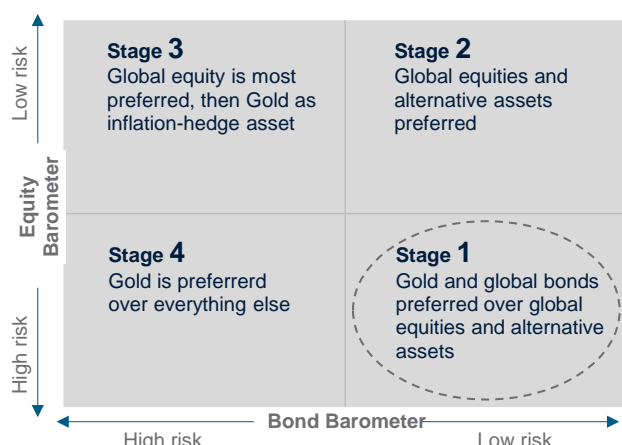 Low risk
Equity
Barometer
High risk
Stage 3
Global equity is most
preferred, then Gold as
inflation-hedge asset
Stage 2
Global equities and
alternative assets
preferred
Stage 4
Gold is preferrerd
over everything else
Stage 1
Gold and global bonds
preferred over global
equities and alternative
assets
Bond Barometer
High risk
Low risk